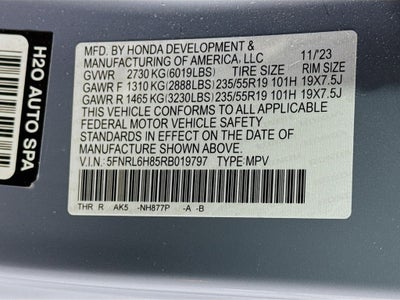 H2O AUTO SPA
MFD. BY HONDA DEVELOPMENT &
MANUFACTURING OF AMERICA, LLC 11/'23
GVWR 2730 KG(6019LBS) TIRE SIZE RIM SIZE
GAWR F 1310 KG(2888LBS)235/55R19 101H 19X7.5J
GAWR R 1465 KG(3230LBS)235/55R19 101H 19X7.5J
THIS VEHICLE CONFORMS TO ALL APPLICABLE
FEDERAL MOTOR VEHICLE SAFETY
STANDARDS IN EFFECT ON THE DATE OF
MANUFACTURE SHOWN ABOVE.
V.I.N: 5FNRL6H85RB019797 TYPE MPV
THR R AK5 -NH877P -A -B